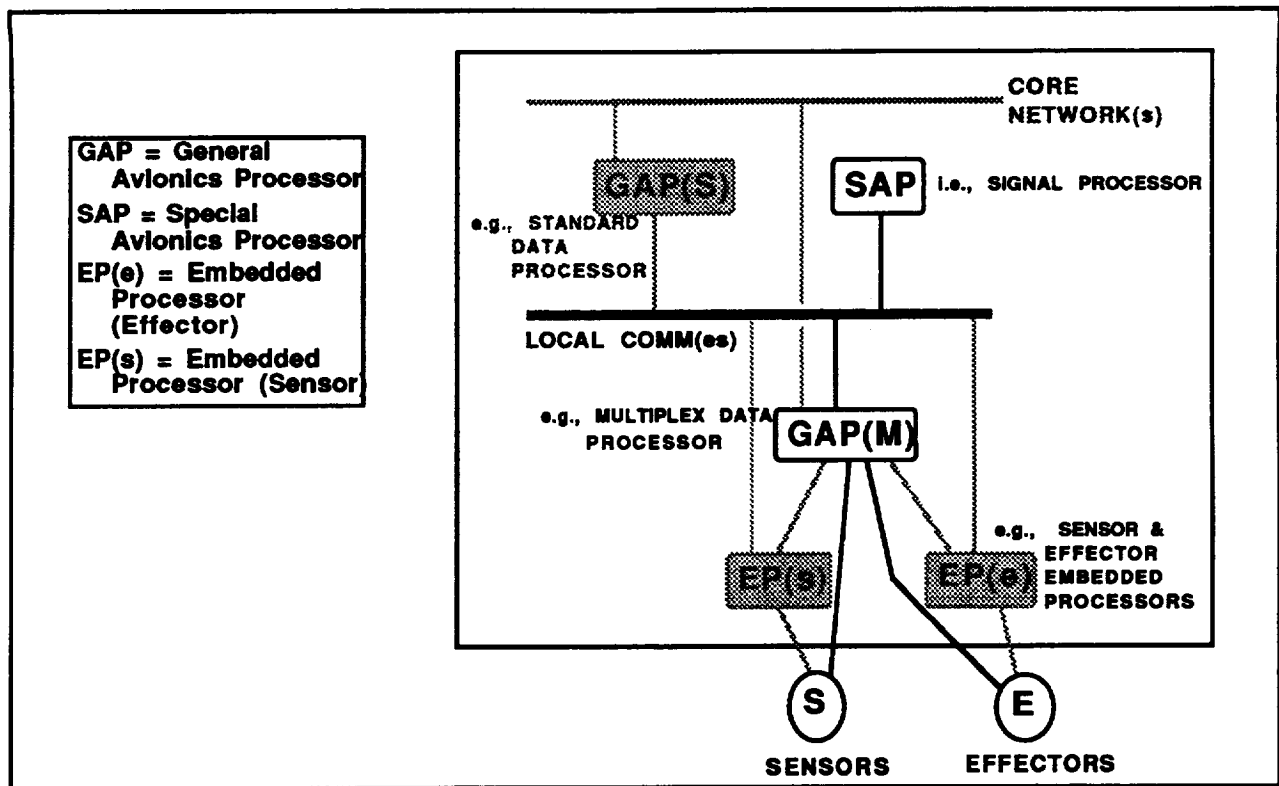 GAP = General
Avionics Processor
SAP = Special
Avionics Processor
EP(e) = Embedded
Processor
(Effector)
EP(s) = Embedded
Processor (Sensor)
CORE
NETWORK(s)
GAP(S)
SAP
i.e., SIGNAL PROCESSOR
e.g., STANDARD
DATA
PROCESSOR
LOCAL COMM(es)
e.g., MULTIPLEX DATA
PROCESSOR
GAP(M)
e.g., SENSOR &
EFFECTOR
EMBEDDED
PROCESSORS
EP(s)
EP(e)
S
E
SENSORS
EFFECTORS